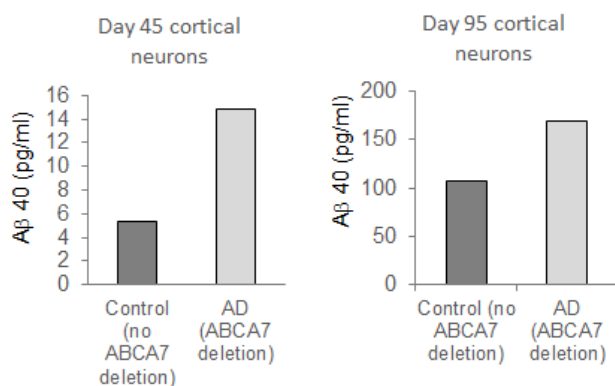 Day 45 cortical
neurons
Aβ 40 (pg/ml)
16
14
12
10
8
6
4
2
0
Control
(no
ABCA7
deletion)
AD
(ABCA7
deletion)
Day 95 cortical
neurons
Aβ 40 (pg/ml)
200
150
100
50
0
Control (no
ABCA7
deletion)
AD
(ABCA7
deletion)